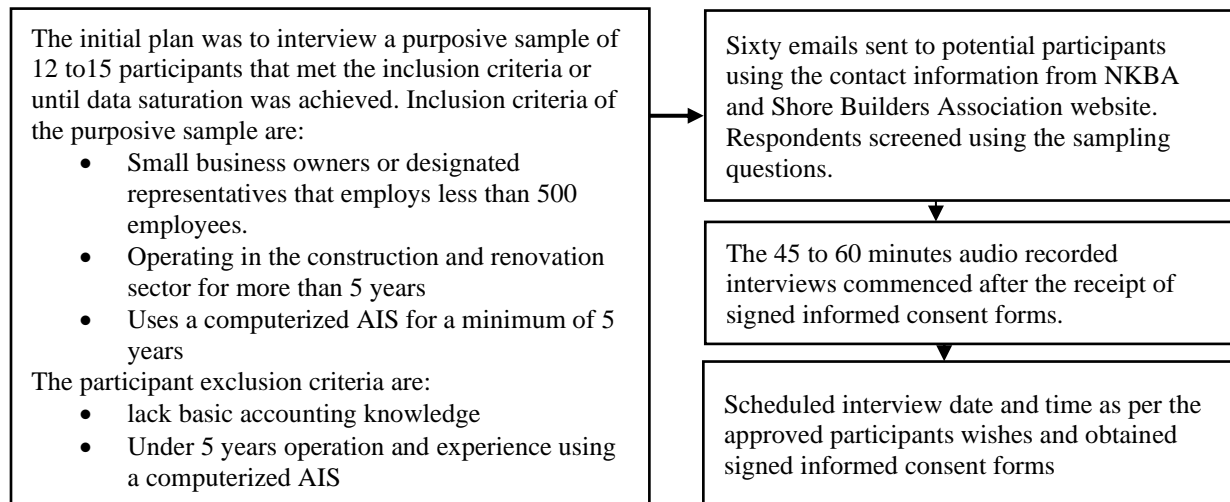 The initial plan was to interview a purposive sample of
12 to15 participants that met the inclusion criteria or
until data saturation was achieved. Inclusion criteria of
the purposive sample are:
• Small business owners or designated
representatives that employs less than 500
employees.
• Operating in the construction and renovation
sector for more than 5 years
• Uses a computerized AIS for a minimum of 5
years
The participant exclusion criteria are:
• lack basic accounting knowledge
• Under 5 years operation and experience using
a computerized AIS
Sixty emails sent to potential participants
using the contact information from NKBA
and Shore Builders Association website.
Respondents screened using the sampling
questions.
The 45 to 60 minutes audio recorded
interviews commenced after the receipt of
signed informed consent forms.
Scheduled interview date and time as per the
approved participants wishes and obtained
signed informed consent forms